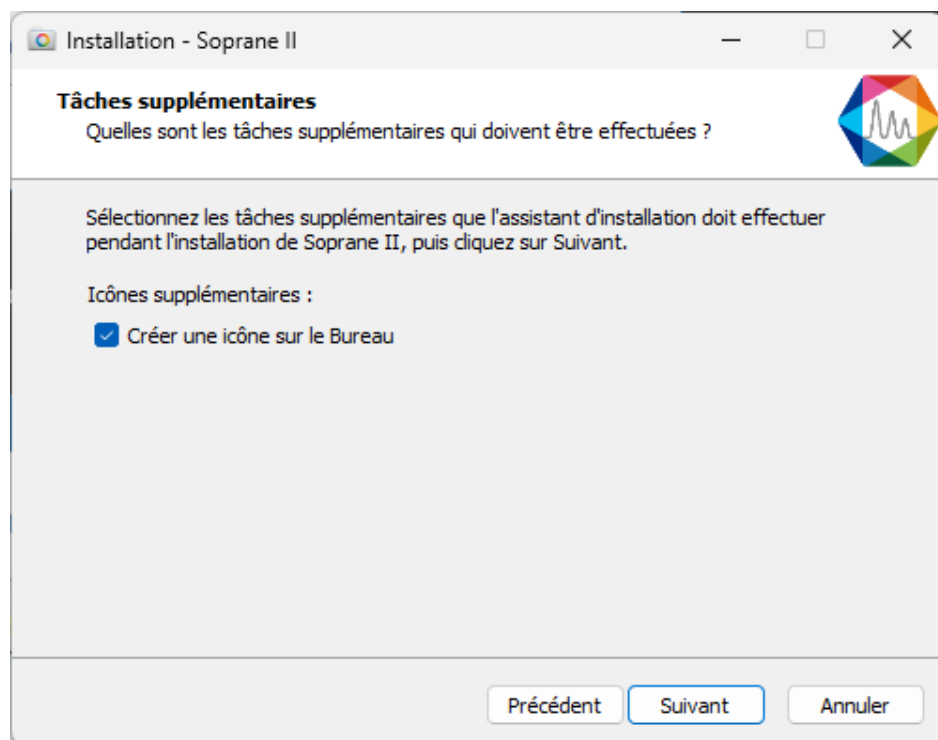 Installation - Soprane II
Tâches supplémentaires
Quelles sont les tâches supplémentaires qui doivent être effectuées ?
Sélectionnez les tâches supplémentaires que l'assistant d'installation doit effectuer
pendant l'installation de Soprane II, puis cliquez sur Suivant.
Icônes supplémentaires :
Créer une icône sur le Bureau
Précédent Suivant Annuler